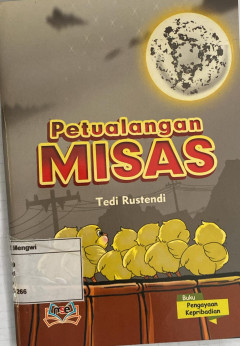 Petualangan
MISAS
Tedi Rustendi
Mengwi
266
Buku
Pengayaan
Kepribadian